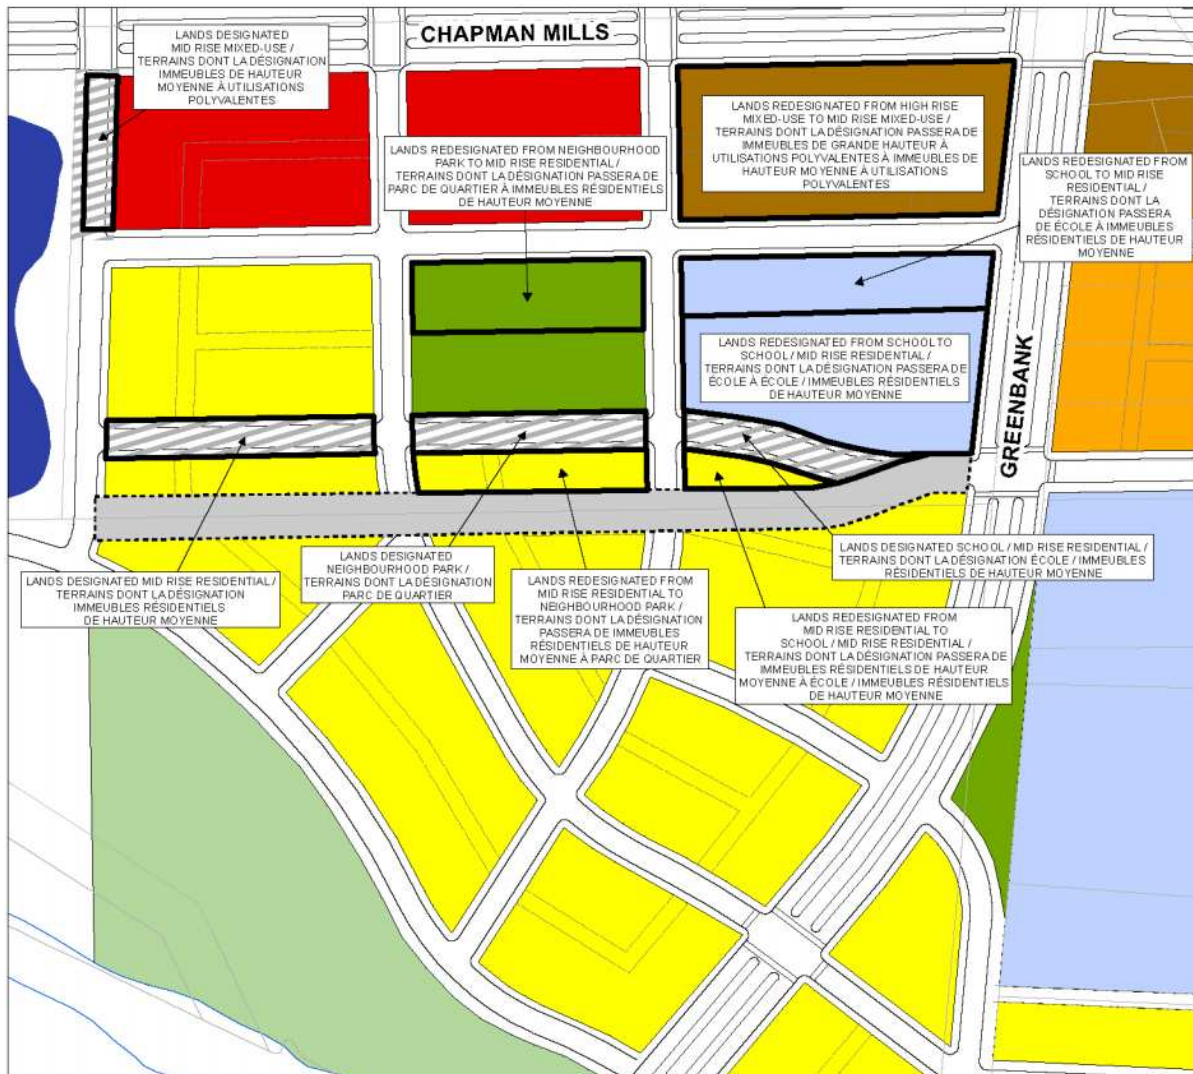 CHAPMAN MILLS
LANDS DESIGNATED
MID RISE MIXED-USE /
TERRAINS DONT LA DÉSIGNATION
IMMEUBLES DE HAUTEUR
MOYENNE À UTILISATIONS
POLYVALENTES
LANDS REDESIGNATED FROM NEIGHBOURHOOD
PARK TO MID RISE RESIDENTIAL /
TERRAINS DONT LA DÉSIGNATION PASSERA DE
PARC DE QUARTIER À IMMEUBLES RÉSIDENTIELS
DE HAUTEUR MOYENNE
LANDS REDESIGNATED FROM HIGH RISE
MIXED-USE TO MID RISE MIXED-USE /
TERRAINS DONT LA DÉSIGNATION PASSERA DE
IMMEUBLES DE GRANDE HAUTEUR À
UTILISATIONS POLYVALENTES À IMMEUBLES DE
HAUTEUR MOYENNE À UTILISATIONS
POLYVALENTES
LANDS REDESIGNATED FROM
SCHOOL TO MID RISE
RESIDENTIAL /
TERRAINS DONT LA
DÉSIGNATION PASSERA
DE ÉCOLE À IMMEUBLES
RÉSIDENTIELS DE HAUTEUR
MOYENNE
LANDS REDESIGNATED FROM SCHOOL TO
SCHOOL / MID RISE RESIDENTIAL /
TERRAINS DONT LA DÉSIGNATION PASSERA DE
ÉCOLE À ÉCOLE / IMMEUBLES RÉSIDENTIELS
DE HAUTEUR MOYENNE
GREENBANK
LANDS DESIGNATED MID RISE RESIDENTIAL /
TERRAINS DONT LA DÉSIGNATION
IMMEUBLES RÉSIDENTIELS
DE HAUTEUR MOYENNE
LANDS DESIGNATED
NEIGHBOURHOOD PARK /
TERRAINS DONT LA DÉSIGNATION
PARC DE QUARTIER
LANDS REDESIGNATED FROM
MID RISE RESIDENTIAL TO
NEIGHBOURHOOD PARK /
TERRAINS DONT LA DÉSIGNATION
PASSERA DE IMMEUBLES
RÉSIDENTIELS DE HAUTEUR
MOYENNE À PARC DE QUARTIER
LANDS DESIGNATED SCHOOL / MID RISE RESIDENTIAL /
TERRAINS DONT LA DÉSIGNATION ÉCOLE / IMMEUBLES
RÉSIDENTIELS DE HAUTEUR MOYENNE
LANDS REDESIGNATED FROM
MID RISE RESIDENTIAL TO
SCHOOL / MID RISE RESIDENTIAL /
TERRAINS DONT LA DÉSIGNATION PASSERA DE
IMMEUBLES RÉSIDENTIELS DE HAUTEUR
MOYENNE À ÉCOLE / IMMEUBLES RÉSIDENTIELS
DE HAUTEUR MOYENNE